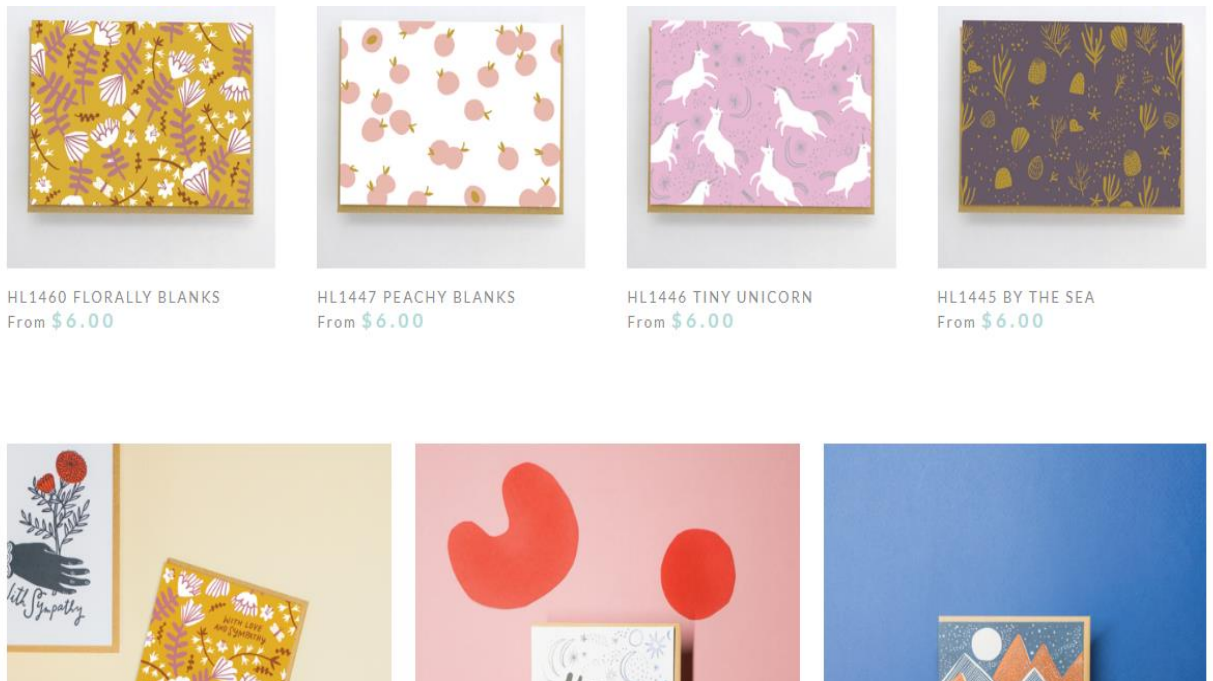 HL1460 FLORALLY BLANKS
From $6.00
HL1447 PEACHY BLANKS
From $6.00
HL1446 TINY UNICORN
From $6.00
HL1445 BY THE SEA
From $6.00
With Sympathy
WITH LOVE
AND SYMPATHY